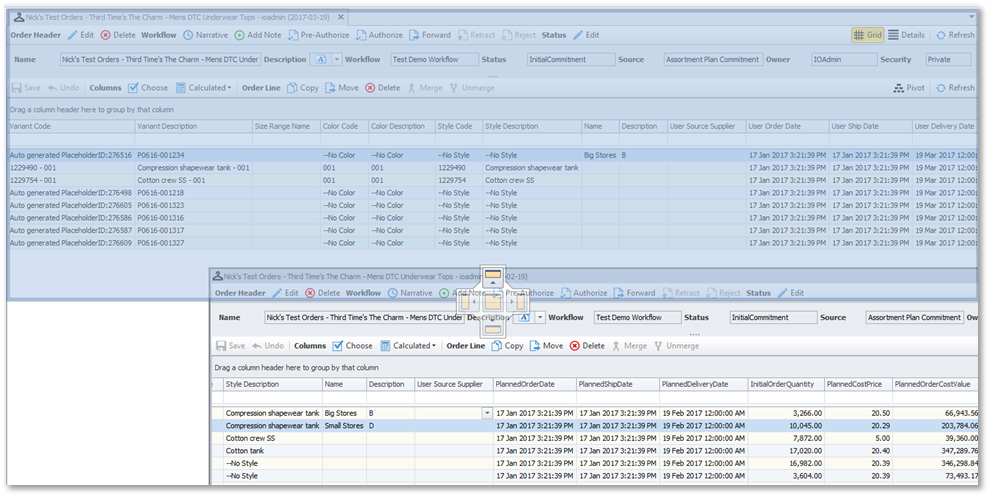 Nick's Test Orders - Third Time's The Charm - Mens DTC Underwear Tops - ioadmin (2017-03-19)
Order Header Edit Delete Workflow Narrative Add Note Pre-Authorize Authorize Forward Retract Reject Status Edit Grid Details Refresh
Name Nick's Test Orders - Third Time's The Charm - Mens DTC Under Description A Workflow Test Demo Workflow Status InitialCommitment Source Assortment Plan Commitment Owner IOAdmin Security Private
Save Undo Columns Choose Calculated Order Line Copy Move Delete Merge Unmerge Pivot Refresh
Drag a column header here to group by that column
Variant Code Variant Description Size Range Name Color Code Color Description Style Code Style Description Name Description User Source Supplier User Order Date User Ship Date User Delivery Date
Auto generated PlaceholderID:276516 P0616-001234 --No Color --No Color --No Style --No Style Big Stores B 17 Jan 2017 3:21:39 PM 17 Jan 2017 3:21:39 PM 19 Mar 2017 12:00:
1229490 - 001 Compression shapewear tank - 001 001 001 1229490 Compression shapewear tank 17 Jan 2017 3:21:39 PM 17 Jan 2017 3:21:39 PM 19 Mar 2017 12:00:
1229754 - 001 Cotton crew SS - 001 001 001 1229754 Cotton crew SS 17 Jan 2017 3:21:39 PM 17 Jan 2017 3:21:39 PM 19 Mar 2017 12:00:
Auto generated PlaceholderID:276498 P0616-001218 --No Color --No Color --No Style --No Style 17 Jan 2017 3:21:39 PM 17 Jan 2017 3:21:39 PM 19 Mar 2017 12:00:
Auto generated PlaceholderID:276605 P0616-001323 --No Color --No Color --No Style --No Style 17 Jan 2017 3:21:39 PM 17 Jan 2017 3:21:39 PM 19 Mar 2017 12:00:
Auto generated PlaceholderID:276586 P0616-001316 --No Color --No Color --No Style --No Style 17 Jan 2017 3:21:39 PM 17 Jan 2017 3:21:39 PM 19 Mar 2017 12:00:
Auto generated PlaceholderID:276587 P0616-001317 --No Color --No Color --No Style --No Style 17 Jan 2017 3:21:39 PM 17 Jan 2017 3:21:39 PM 19 Mar 2017 12:00:
Auto generated PlaceholderID:276609 P0616-001327 --No Color --No Color --No Style --No Style 17 Jan 2017 3:21:39 PM 17 Jan 2017 3:21:39 PM 19 Mar 2017 12:00:
Nick's Test Orders - Third Time's The Charm - Mens DTC Underwear Tops - ioadmin -02-19)
Order Header Edit Delete Workflow Narrative Add Note Pre-Authorize Authorize Forward Retract Reject Status Edit
Name Nick's Test Orders - Third Time's The Charm - Mens DTC Under Description A Workflow Test Demo Workflow Status InitialCommitment Source Assortment Plan Commitment Ow
Save Undo Columns Choose Calculated Order Line Copy Move Delete Merge Unmerge
Drag a column header here to group by that column
Style Description Name Description User Source Supplier PlannedOrderDate PlannedShipDate PlannedDeliveryDate InitialOrderQuantity PlannedCostPrice PlannedOrderCostValue
Compression shapewear tank Big Stores B 17 Jan 2017 3:21:39 PM 17 Jan 2017 3:21:39 PM 19 Feb 2017 12:00:00 AM 3,266.00 20.50 66,943.56
Compression shapewear tank Small Stores D 17 Jan 2017 3:21:39 PM 17 Jan 2017 3:21:39 PM 19 Feb 2017 12:00:00 AM 10,045.00 20.29 203,784.06
Cotton crew SS 17 Jan 2017 3:21:39 PM 17 Jan 2017 3:21:39 PM 19 Feb 2017 12:00:00 AM 7,872.00 5.00 39,360.00
Cotton tank 17 Jan 2017 3:21:39 PM 17 Jan 2017 3:21:39 PM 19 Feb 2017 12:00:00 AM 17,020.00 20.40 347,289.76
--No Style 17 Jan 2017 3:21:39 PM 17 Jan 2017 3:21:39 PM 19 Feb 2017 12:00:00 AM 16,982.00 20.39 346,298.84
--No Style 17 Jan 2017 3:21:39 PM 17 Jan 2017 3:21:39 PM 19 Feb 2017 12:00:00 AM 3,604.00 20.39 73,493.17